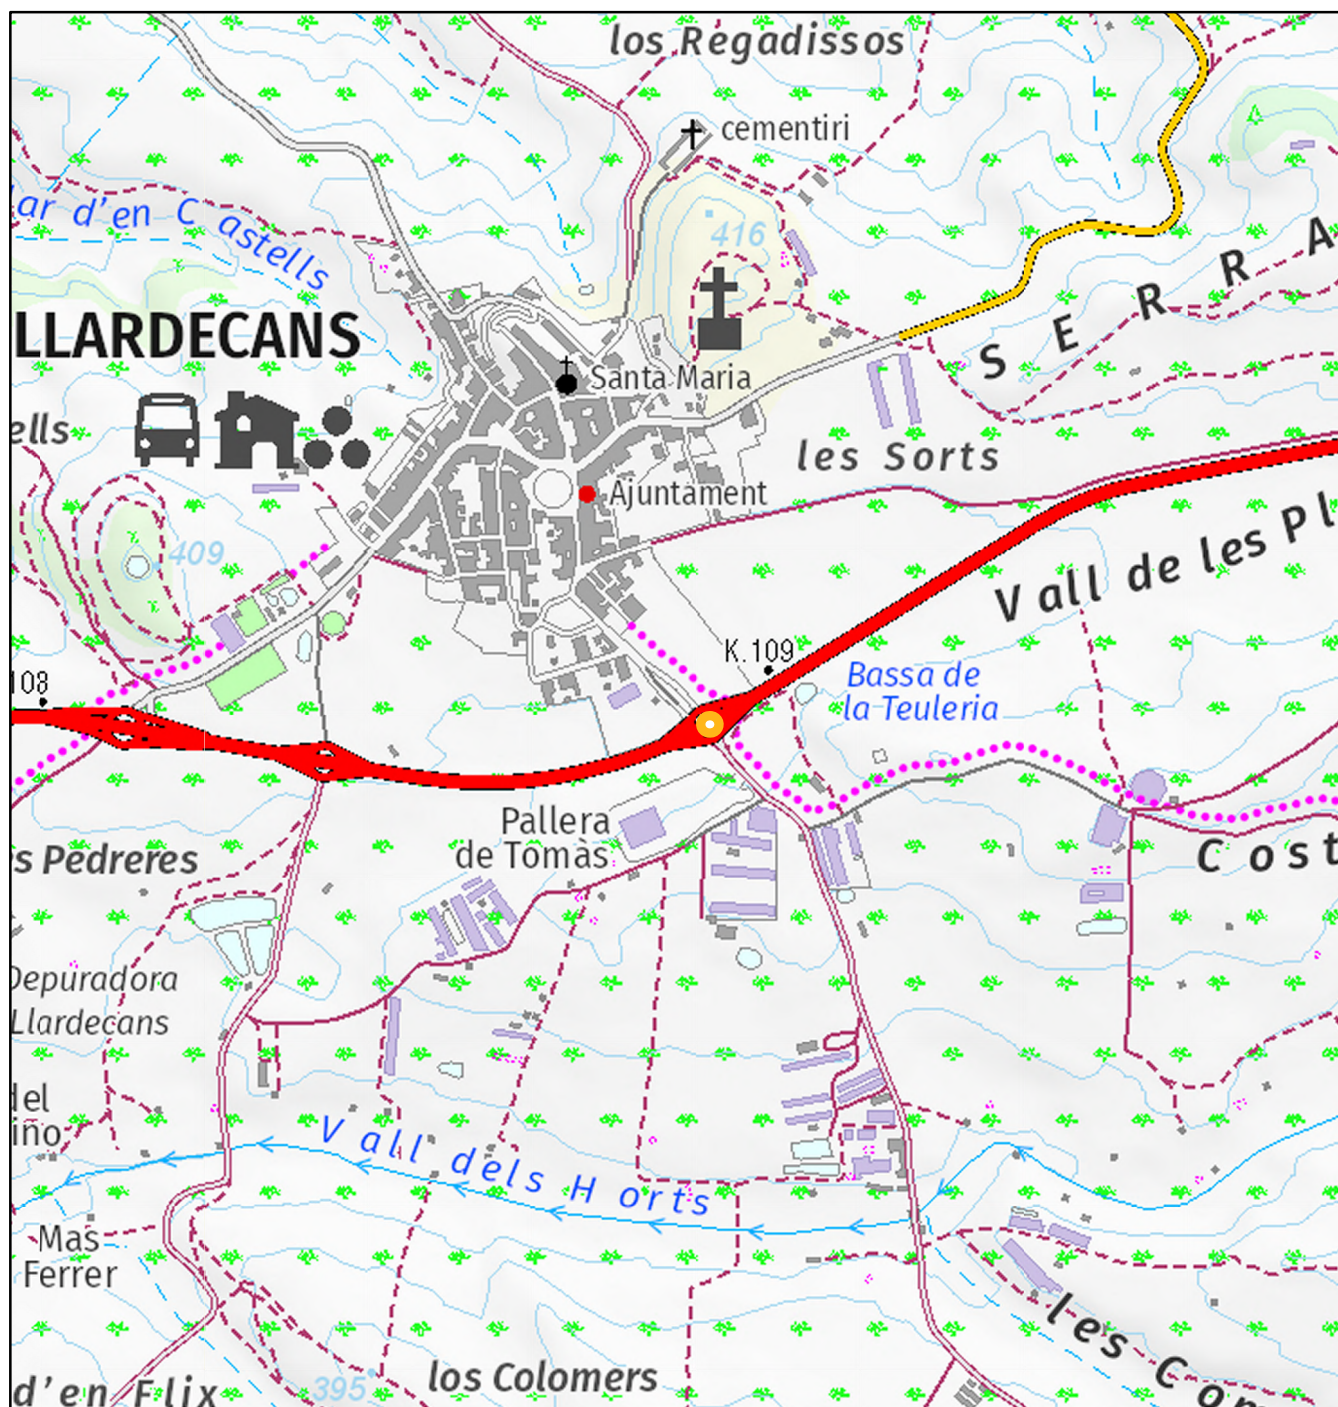 los Regadissos
cementiri
ar d'en Castells
416
SERRA
LLARDECANS
Santa Maria
ells
les Sorts
Ajuntament
Vall de les Pl
409
K.109
108
Bassa de
la Teuleria
Pallera
de Tomàs
s Pedreres
Cost
Depuradora
Llardecans
del
iño
Vall dels Horts
Mas
Ferrer
les Com
los Colomers
395
d'en Flix